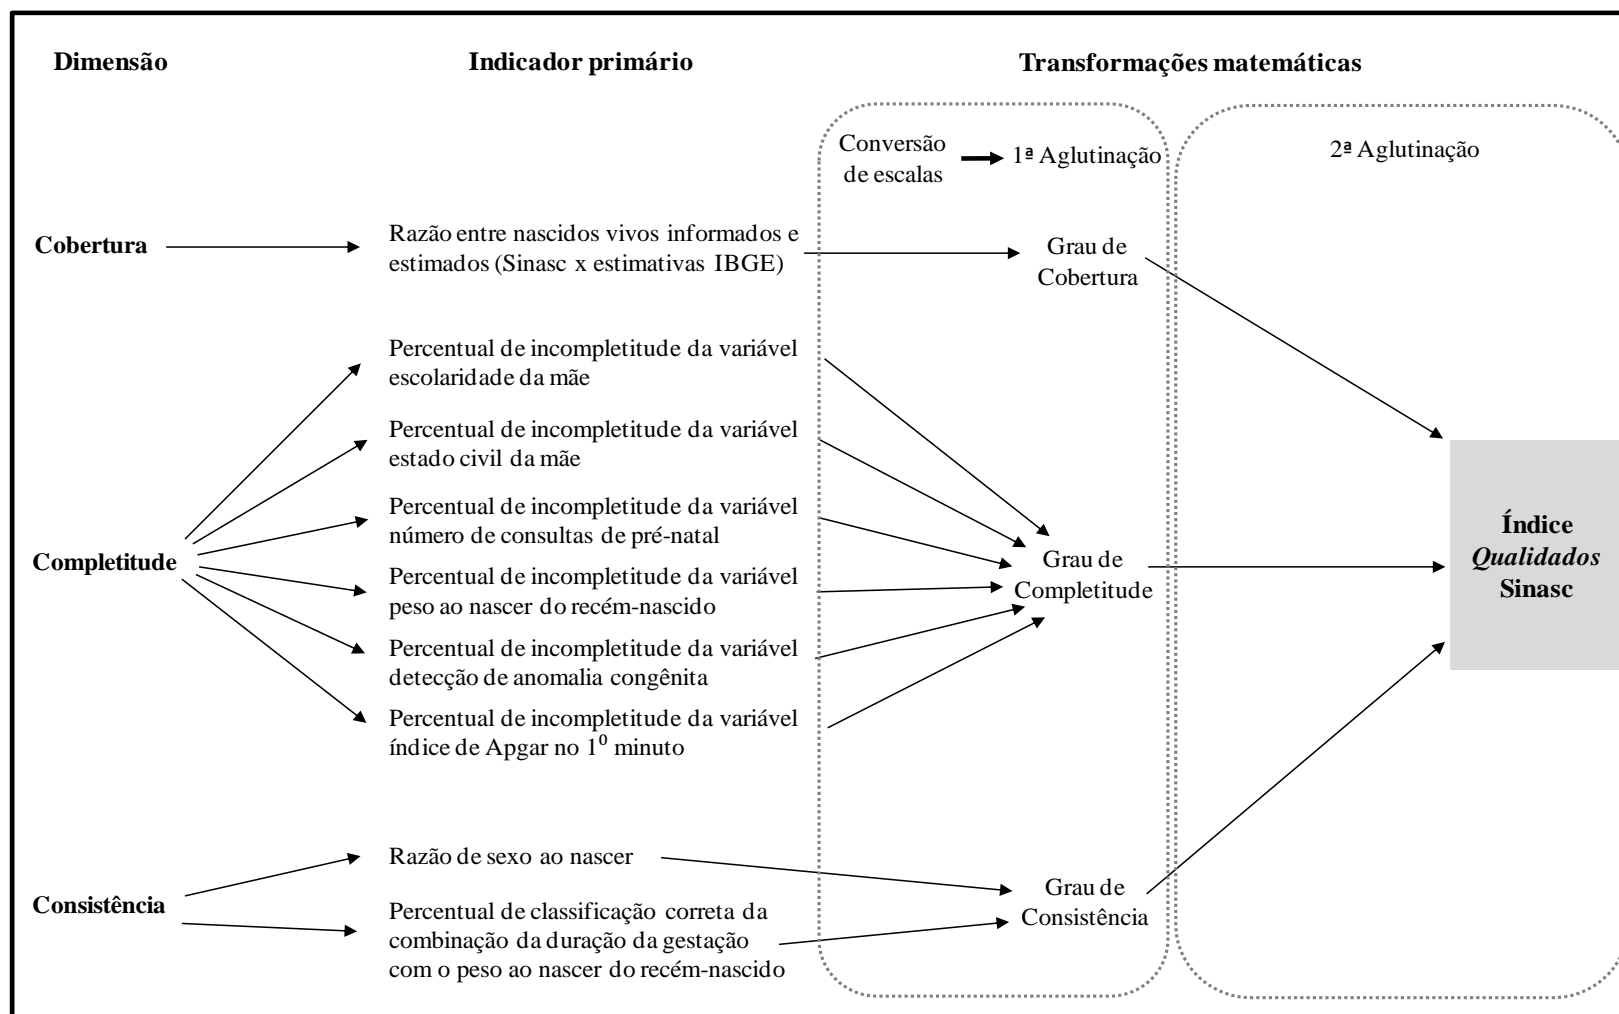 Dimensão
Indicador primário
Transformações matemáticas
Conversão
de escalas
1ª Aglutinação
2ª Aglutinação
Cobertura
Razão entre nascidos vivos informados e
estimados (Sinasc x estimativas IBGE)
Grau de
Cobertura
Percentual de incompletitude da variável
escolaridade da mãe
Percentual de incompletitude da variável
estado civil da mãe
Percentual de incompletitude da variável
número de consultas de pré-natal
Completitude
Percentual de incompletitude da variável
peso ao nascer do recém-nascido
Percentual de incompletitude da variável
detecção de anomalia congênita
Percentual de incompletitude da variável
índice de Apgar no 1⁰ minuto
Grau de
Completitude
Índice
Qualidados
Sinasc
Consistência
Razão de sexo ao nascer
Percentual de classificação correta da
combinação da duração da gestação
com o peso ao nascer do recém-nascido
Grau de
Consistência